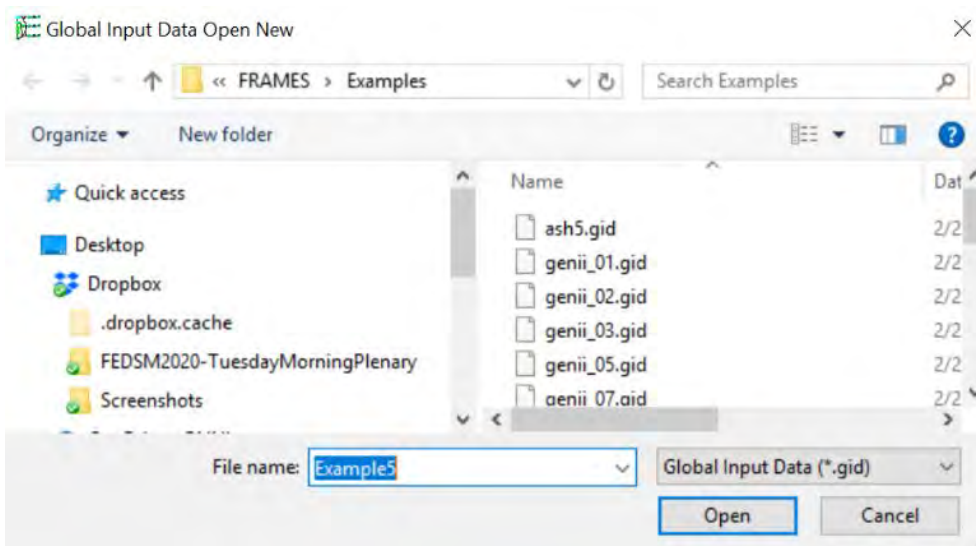 Global Input Data Open New
« FRAMES > Examples
Search Examples
Organize
New folder
Quick access
Desktop
Dropbox
.dropbox.cache
FEDSM2020-TuesdayMorningPlenary
Screenshots
Name
Dat
ash5.gid
2/2
genii_01.gid
2/2
genii_02.gid
2/2
genii_03.gid
2/2
genii_05.gid
2/2
genii_07.gid
2/2
File name:
Example5
Global Input Data (*.gid)
Open
Cancel